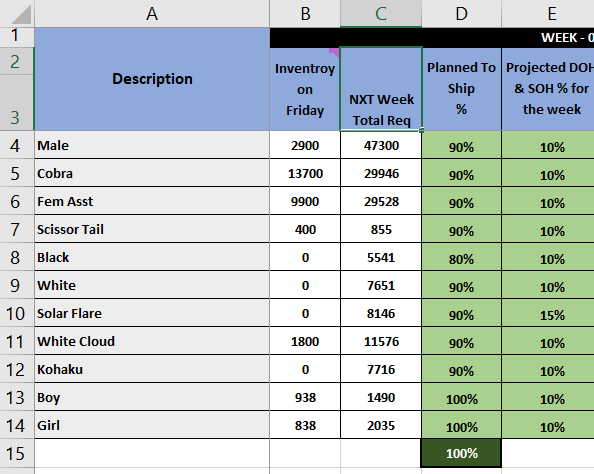 A B C D E
1 WEEK - 0
2 Description Inventroy on Friday NXT Week Total Req Planned To Ship % Projected DOH & SOH % for the week
3
4 Male 2900 47300 90% 10%
5 Cobra 13700 29946 90% 10%
6 Fem Asst 9900 29528 90% 10%
7 Scissor Tail 400 855 90% 10%
8 Black 0 5541 80% 10%
9 White 0 7651 90% 10%
10 Solar Flare 0 8146 90% 15%
11 White Cloud 1800 11576 90% 10%
12 Kohaku 0 7716 90% 10%
13 Boy 938 1490 100% 10%
14 Girl 838 2035 100% 10%
15 100%